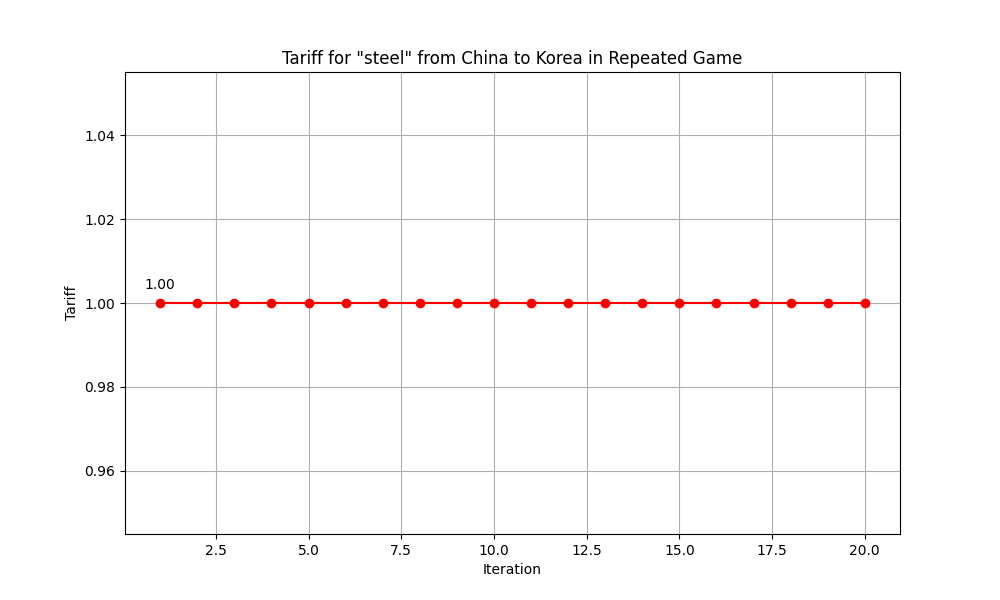 Tariff for "steel" from China to Korea in Repeated Game
Tariff
1.04
1.02
1.00
0.98
0.96
1.00
2.5 5.0 7.5 10.0 12.5 15.0 17.5 20.0
Iteration